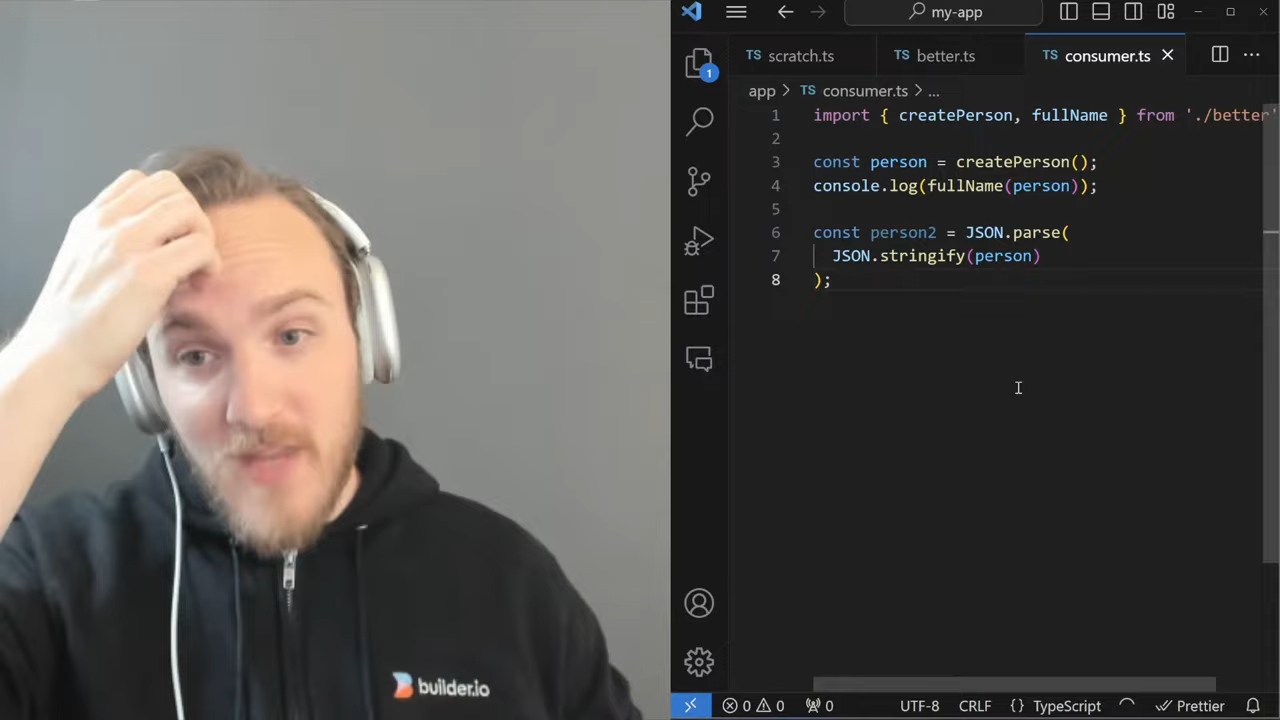 my-app
TS scratch.ts
TS better.ts
TS consumer.ts
1
app > TS consumer.ts > ...
1 import { createPerson, fullName } from './better'
2
3 const person = createPerson();
4 console.log(fullName(person));
5
6 const person2 = JSON.parse(
7 JSON.stringify(person)
8 );
builder.io
0 0 0 UTF-8 CRLF {} TypeScript Prettier